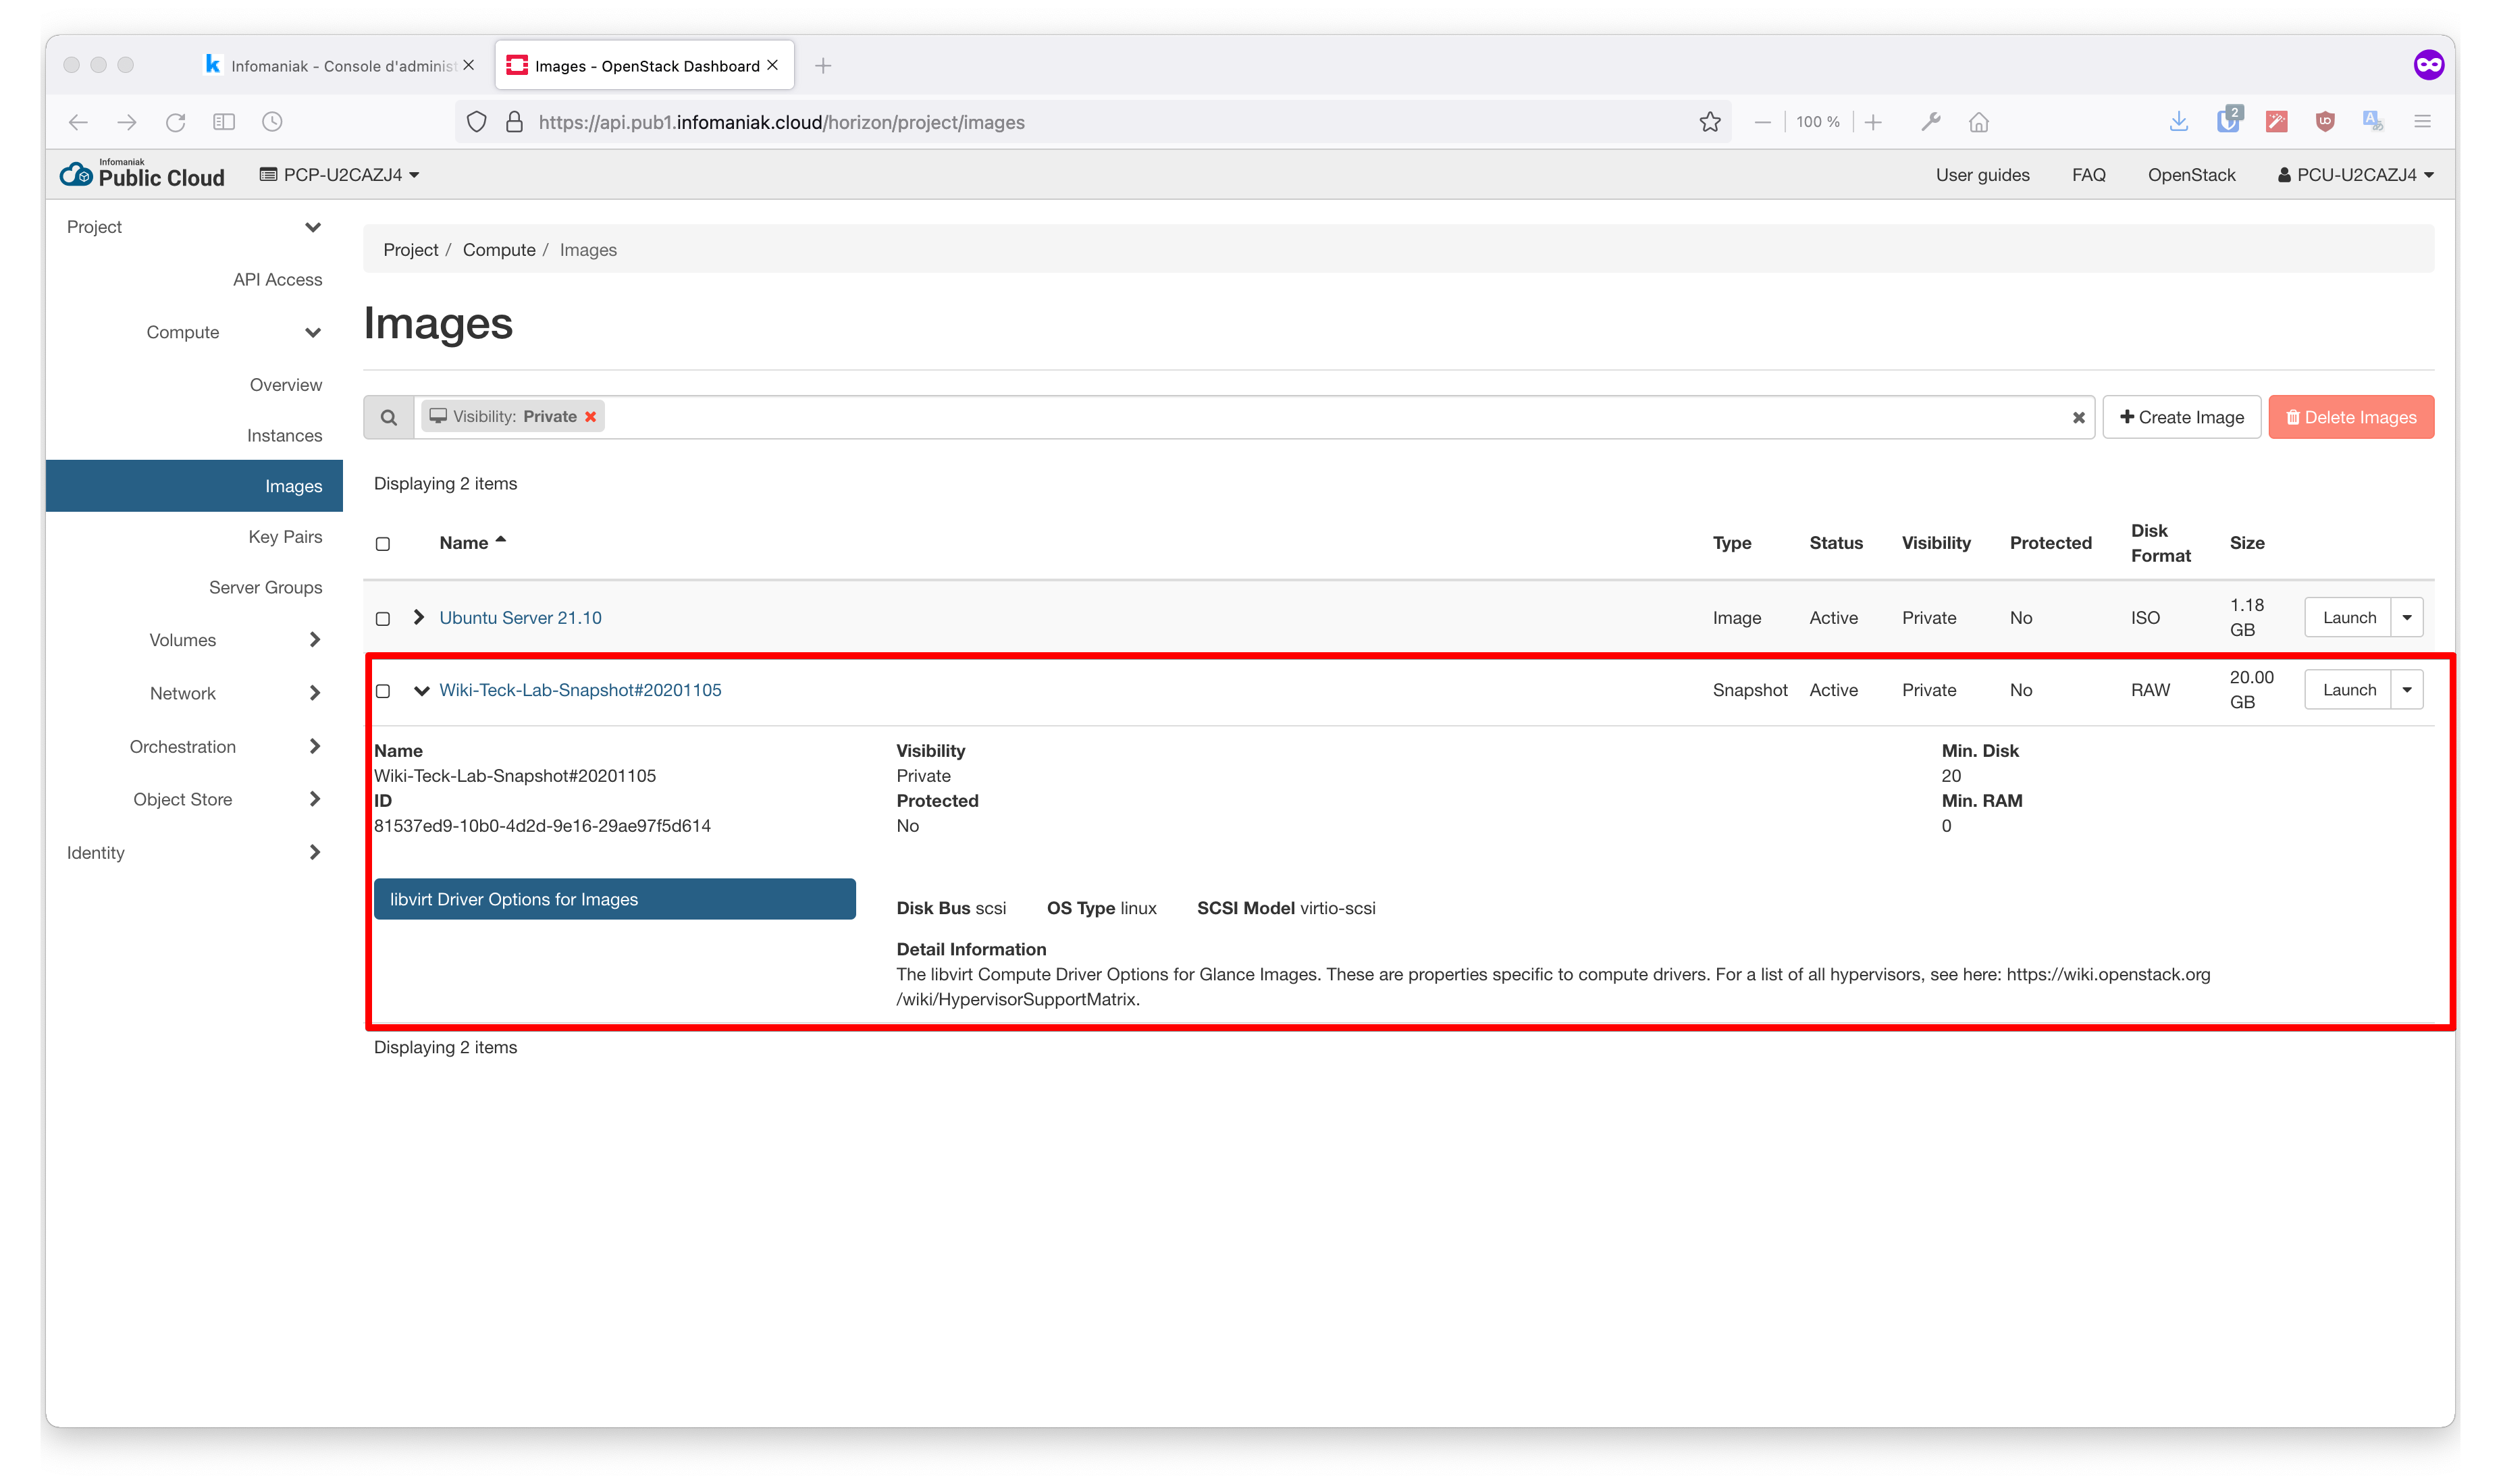 Infomaniak - Console d'administ
Images - OpenStack Dashboard
https://api.pub1.infomaniak.cloud/horizon/project/images
100 %
2
Infomaniak
Public Cloud
PCP-U2CAZJ4
User guides
FAQ
OpenStack
PCU-U2CAZJ4
Project
API Access
Compute
Overview
Instances
Images
Key Pairs
Server Groups
Volumes
Network
Orchestration
Object Store
Identity
Project / Compute / Images
Images
Visibility: Private
Create Image
Delete Images
Displaying 2 items
Name
Type
Status
Visibility
Protected
Disk
Format
Size
Ubuntu Server 21.10
Image
Active
Private
No
ISO
1.18
GB
Launch
Wiki-Teck-Lab-Snapshot#20201105
Snapshot
Active
Private
No
RAW
20.00
GB
Launch
Name
Wiki-Teck-Lab-Snapshot#20201105
ID
81537ed9-10b0-4d2d-9e16-29ae97f5d614
Visibility
Private
Protected
No
Min. Disk
20
Min. RAM
0
libvirt Driver Options for Images
Disk Bus scsi OS Type linux SCSI Model virtio-scsi
Detail Information
The libvirt Compute Driver Options for Glance Images. These are properties specific to compute drivers. For a list of all hypervisors, see here: https://wiki.openstack.org
/wiki/HypervisorSupportMatrix.
Displaying 2 items